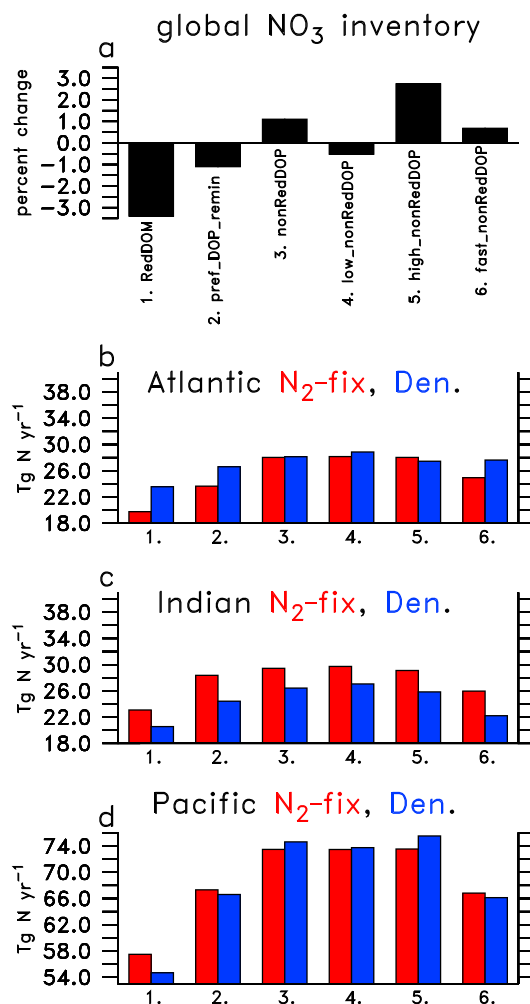 global NO₃ inventory
a
percent change
3.0
2.0
1.0
0.0
−1.0
−2.0
−3.0
1. RedDOM
2. pref_DOP_remin
3. nonRedDOP
4. low_nonRedDOP
5. high_nonRedDOP
6. fast_nonRedDOP
b
Atlantic N₂−fix, Den.
Tg N yr⁻¹
38.0
34.0
30.0
26.0
22.0
18.0
1. 2. 3. 4. 5. 6.
c
Indian N₂−fix, Den.
Tg N yr⁻¹
38.0
34.0
30.0
26.0
22.0
18.0
1. 2. 3. 4. 5. 6.
d
Pacific N₂−fix, Den.
Tg N yr⁻¹
74.0
70.0
66.0
62.0
58.0
54.0
1. 2. 3. 4. 5. 6.